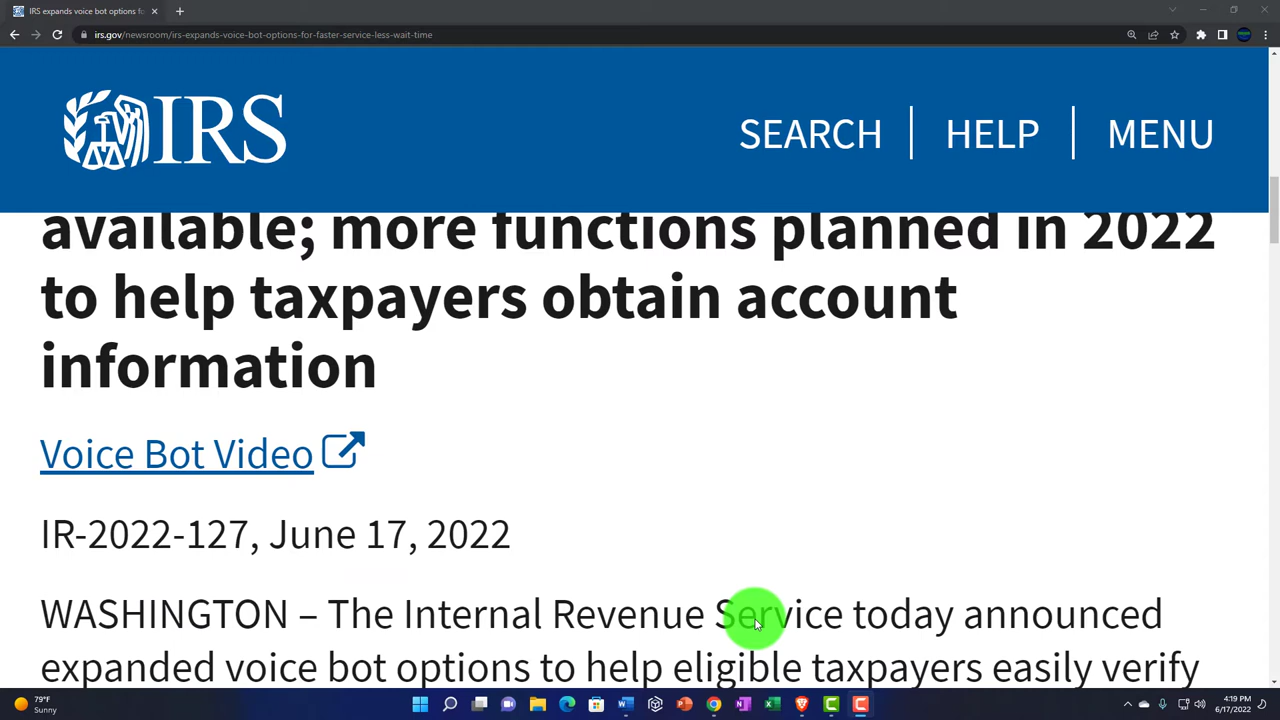 IRS expands voice bot options fo
irs.gov/newsroom/irs-expands-voice-bot-options-for-faster-service-less-wait-time
IRS
SEARCH
HELP
MENU
available; more functions planned in 2022
to help taxpayers obtain account
information
Voice Bot Video
IR-2022-127, June 17, 2022
WASHINGTON – The Internal Revenue Service today announced
expanded voice bot options to help eligible taxpayers easily verify
79°F
Sunny
4:19 PM
6/17/2022